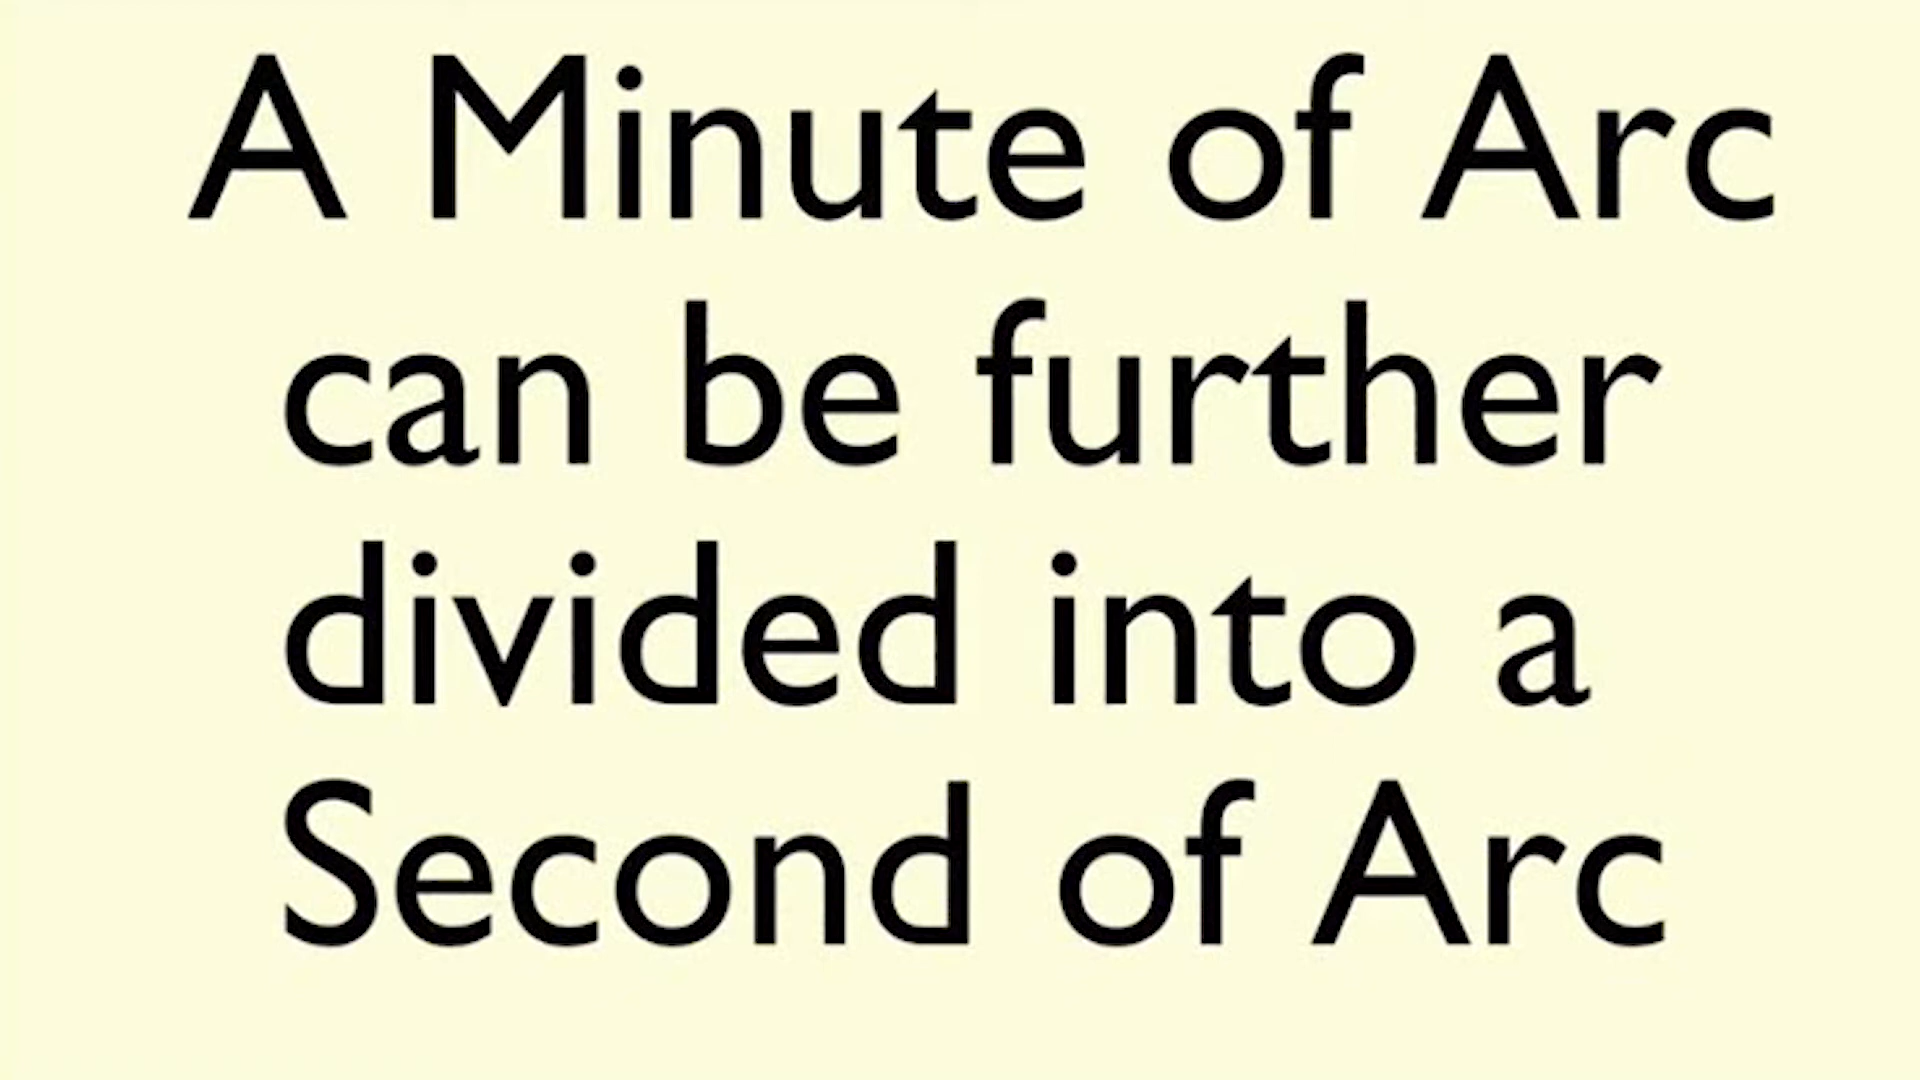 A Minute of Arc
can be further
divided into a
Second of Arc